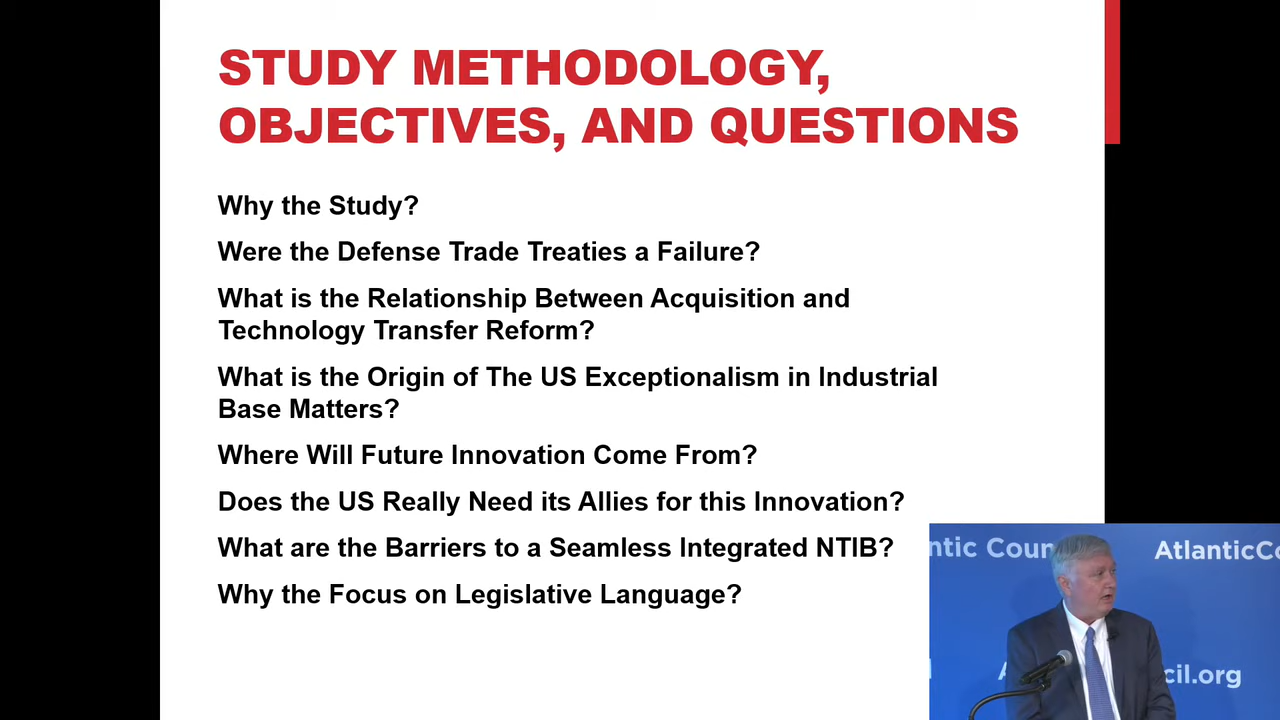 STUDY METHODOLOGY,
OBJECTIVES, AND QUESTIONS
Why the Study?
Were the Defense Trade Treaties a Failure?
What is the Relationship Between Acquisition and
Technology Transfer Reform?
What is the Origin of The US Exceptionalism in Industrial
Base Matters?
Where Will Future Innovation Come From?
Does the US Really Need its Allies for this Innovation?
What are the Barriers to a Seamless Integrated NTIB?
Why the Focus on Legislative Language?
ntic Coun
AtlanticCo
cil.org